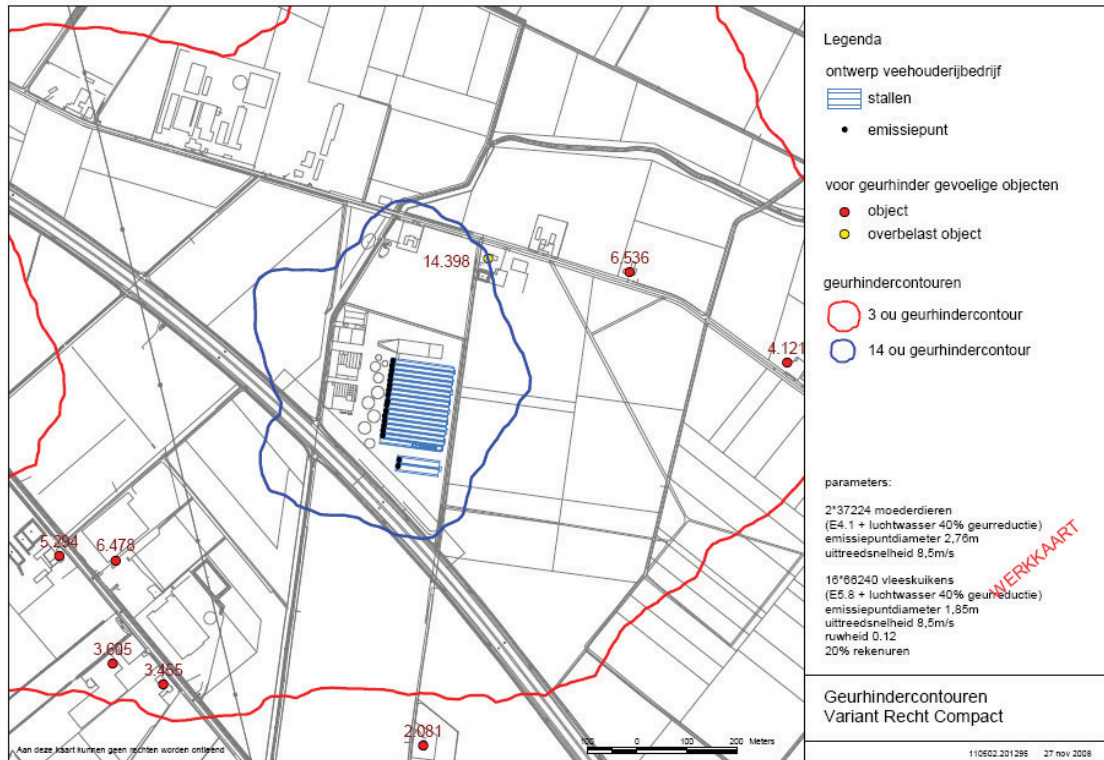 14.398
6.536
4.121
5.294
6.478
3.605
3.455
2.081
Aan deze kaart kunnen geen rechten worden ontleend
100 0 100 200 Meters
Legenda
ontwerp veehouderijbedrijf
stallen
emissiepunt
voor geurhinder gevoelige objecten
object
overbelast object
geurhindercontouren
3 ou geurhindercontour
14 ou geurhindercontour
parameters:
2*37224 moederdieren
(E4.1 + luchtwasser 40% geurreductie)
emissiepuntdiameter 2,76m
uittreedsnelheid 8,5m/s
16*66240 vleeskuikens
(E5.8 + luchtwasser 40% geurreductie)
emissiepuntdiameter 1,85m
uittreedsnelheid 8,5m/s
ruwheid 0.12
20% rekenuren
WERKKAART
Geurhindercontouren
Variant Recht Compact
110502.201295 27 nov 2006